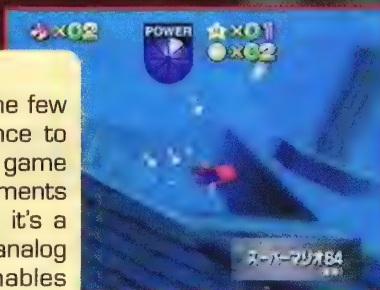 ×02
POWER
×01
ne few
nce to
game
ments
it's a
analog
nables
スーパーマリオ64